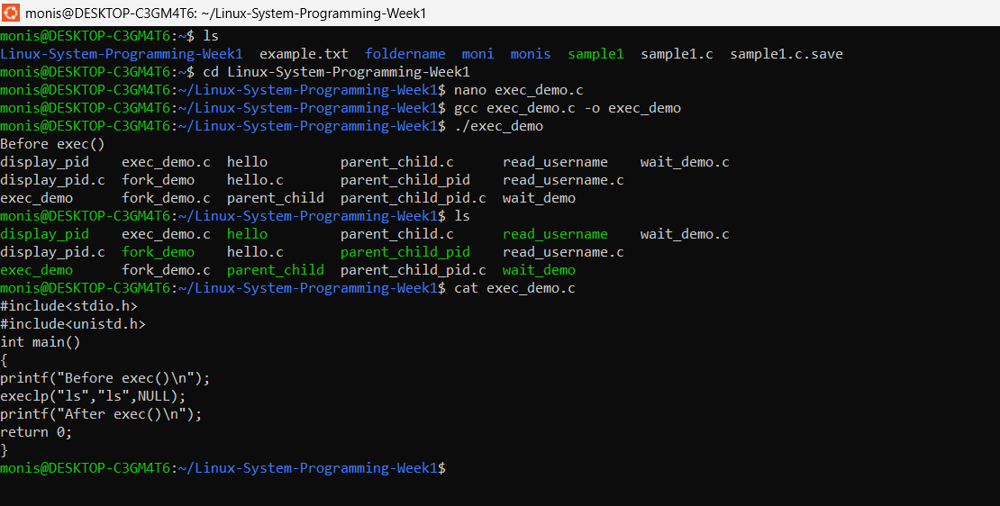 monis@DESKTOP-C3GM4T6: ~/Linux-System-Programming-Week1
monis@DESKTOP-C3GM4T6:~$ ls
Linux-System-Programming-Week1  example.txt  foldername  moni  monis  sample1  sample1.c  sample1.c.save
monis@DESKTOP-C3GM4T6:~$ cd Linux-System-Programming-Week1
monis@DESKTOP-C3GM4T6:~/Linux-System-Programming-Week1$ nano exec_demo.c
monis@DESKTOP-C3GM4T6:~/Linux-System-Programming-Week1$ gcc exec_demo.c -o exec_demo
monis@DESKTOP-C3GM4T6:~/Linux-System-Programming-Week1$ ./exec_demo
Before exec()
display_pid    exec_demo.c  hello         parent_child.c      read_username    wait_demo.c
display_pid.c  fork_demo    hello.c       parent_child_pid    read_username.c
exec_demo      fork_demo.c  parent_child  parent_child_pid.c  wait_demo
monis@DESKTOP-C3GM4T6:~/Linux-System-Programming-Week1$ ls
display_pid    exec_demo.c  hello         parent_child.c      read_username    wait_demo.c
display_pid.c  fork_demo    hello.c       parent_child_pid    read_username.c
exec_demo      fork_demo.c  parent_child  parent_child_pid.c  wait_demo
monis@DESKTOP-C3GM4T6:~/Linux-System-Programming-Week1$ cat exec_demo.c
#include<stdio.h>
#include<unistd.h>
int main()
{
printf("Before exec()\n");
execlp("ls","ls",NULL);
printf("After exec()\n");
return 0;
}
monis@DESKTOP-C3GM4T6:~/Linux-System-Programming-Week1$